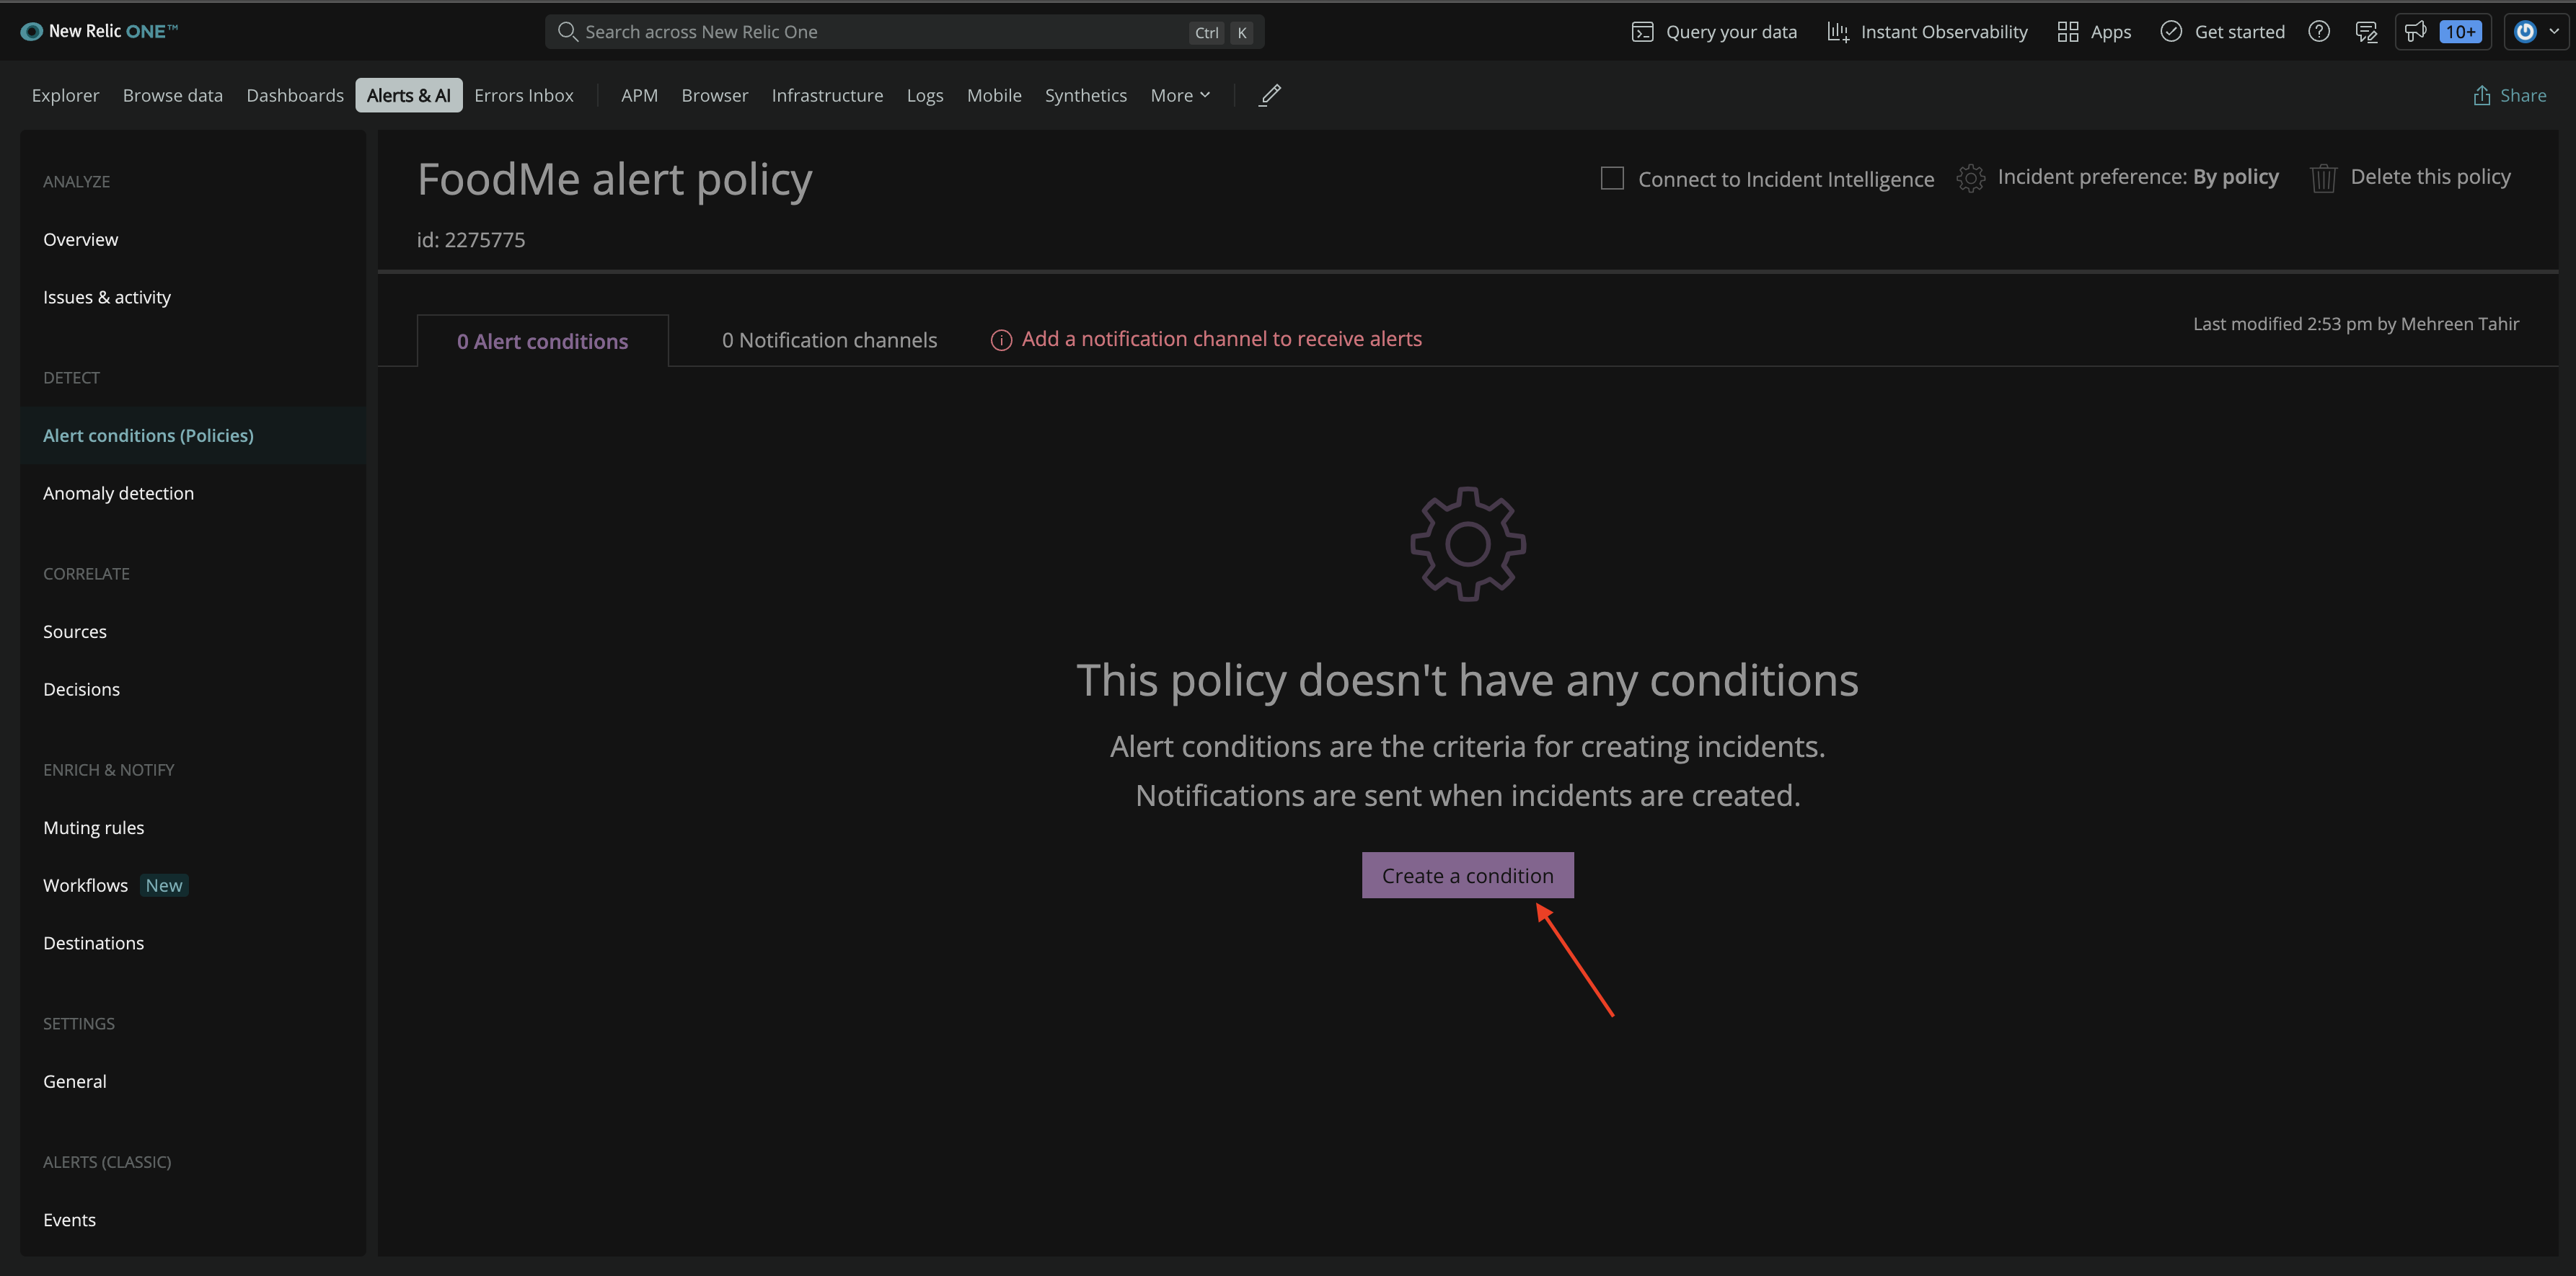 New Relic ONE™
Search across New Relic One
Ctrl K
Query your data
Instant Observability
Apps
Get started
10+
Explorer
Browse data
Dashboards
Alerts & AI
Errors Inbox
APM
Browser
Infrastructure
Logs
Mobile
Synthetics
More
Share
ANALYZE
Overview
Issues & activity
DETECT
Alert conditions (Policies)
Anomaly detection
CORRELATE
Sources
Decisions
ENRICH & NOTIFY
Muting rules
Workflows New
Destinations
SETTINGS
General
ALERTS (CLASSIC)
Events
FoodMe alert policy
id: 2275775
Connect to Incident Intelligence
Incident preference: By policy
Delete this policy
0 Alert conditions
0 Notification channels
Add a notification channel to receive alerts
Last modified 2:53 pm by Mehreen Tahir
This policy doesn't have any conditions
Alert conditions are the criteria for creating incidents.
Notifications are sent when incidents are created.
Create a condition